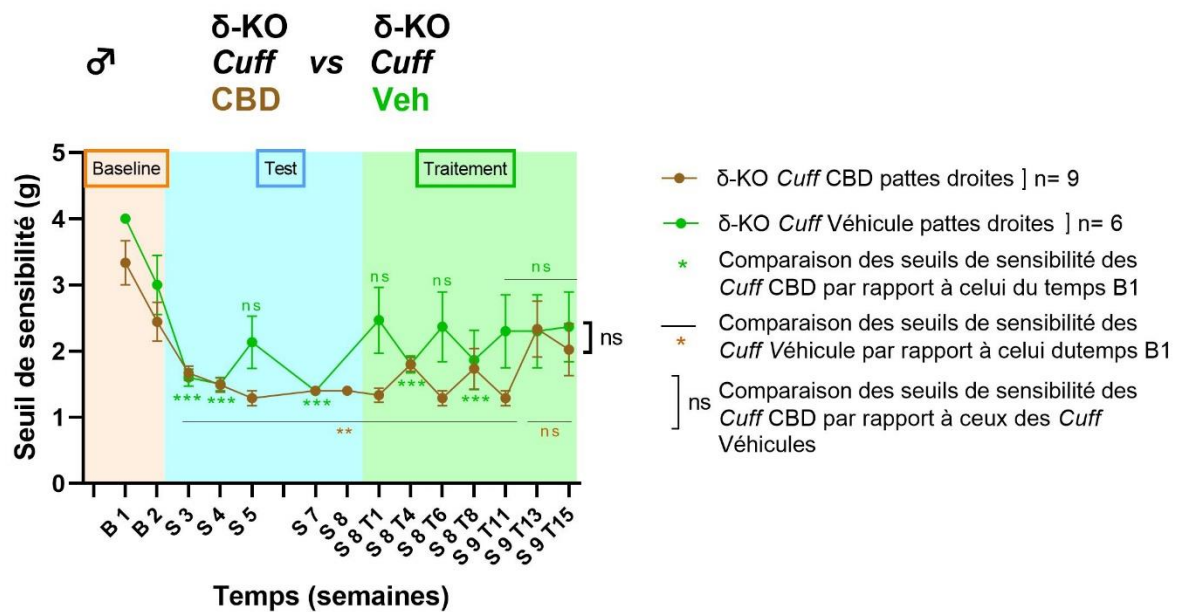 δ-KO δ-KO
♂ Cuff vs Cuff
CBD Veh
Baseline Test Traitement
Seuil de sensibilité (g)
5
4
3
2
1
0
ns
ns
ns
ns
ns
*** *** *** *** ***
**
ns
B 1 B 2 S 3 S 4 S 5 S 7 S 8 S 8 T1 S 8 T4 S 8 T6 S 8 T8 S 9 T11 S 9 T13 S 9 T15
Temps (semaines)
δ-KO Cuff CBD pattes droites ] n= 9
δ-KO Cuff Véhicule pattes droites ] n= 6
* Comparaison des seuils de sensibilité des
Cuff CBD par rapport à celui du temps B1
* Comparaison des seuils de sensibilité des
Cuff Véhicule par rapport à celui dutemps B1
ns Comparaison des seuils de sensibilité des
Cuff CBD par rapport à ceux des Cuff
Véhicules